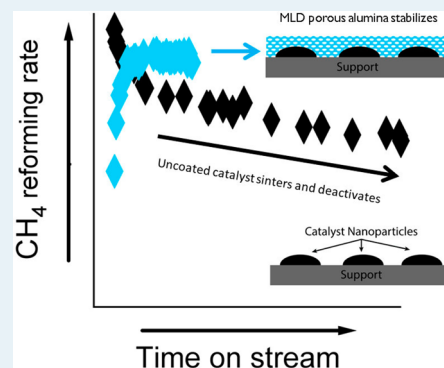 MLD porous alumina stabilizes
Support
CH4 reforming rate
Uncoated catalyst sinters and deactivates
Catalyst Nanoparticles
Support
Time on stream